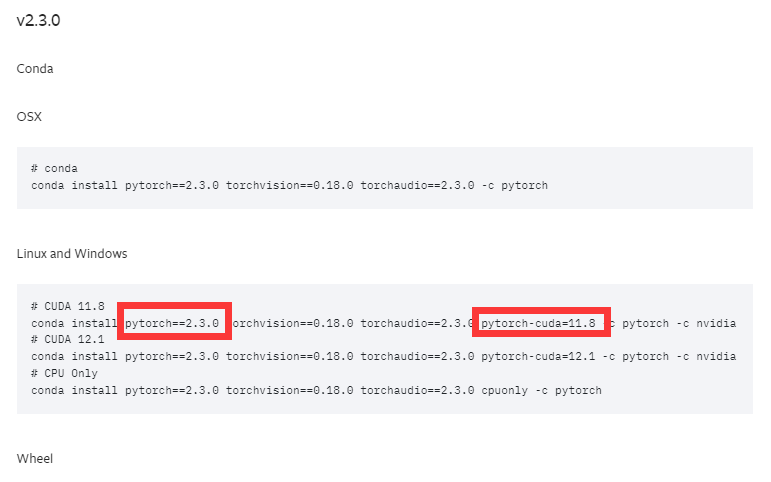 v2.3.0
Conda
OSX
# conda
conda install pytorch==2.3.0 torchvision==0.18.0 torchaudio==2.3.0 -c pytorch
Linux and Windows
# CUDA 11.8
conda install pytorch==2.3.0 torchvision==0.18.0 torchaudio==2.3.0 pytorch-cuda=11.8 -c pytorch -c nvidia
# CUDA 12.1
conda install pytorch==2.3.0 torchvision==0.18.0 torchaudio==2.3.0 pytorch-cuda=12.1 -c pytorch -c nvidia
# CPU Only
conda install pytorch==2.3.0 torchvision==0.18.0 torchaudio==2.3.0 cpuonly -c pytorch
Wheel